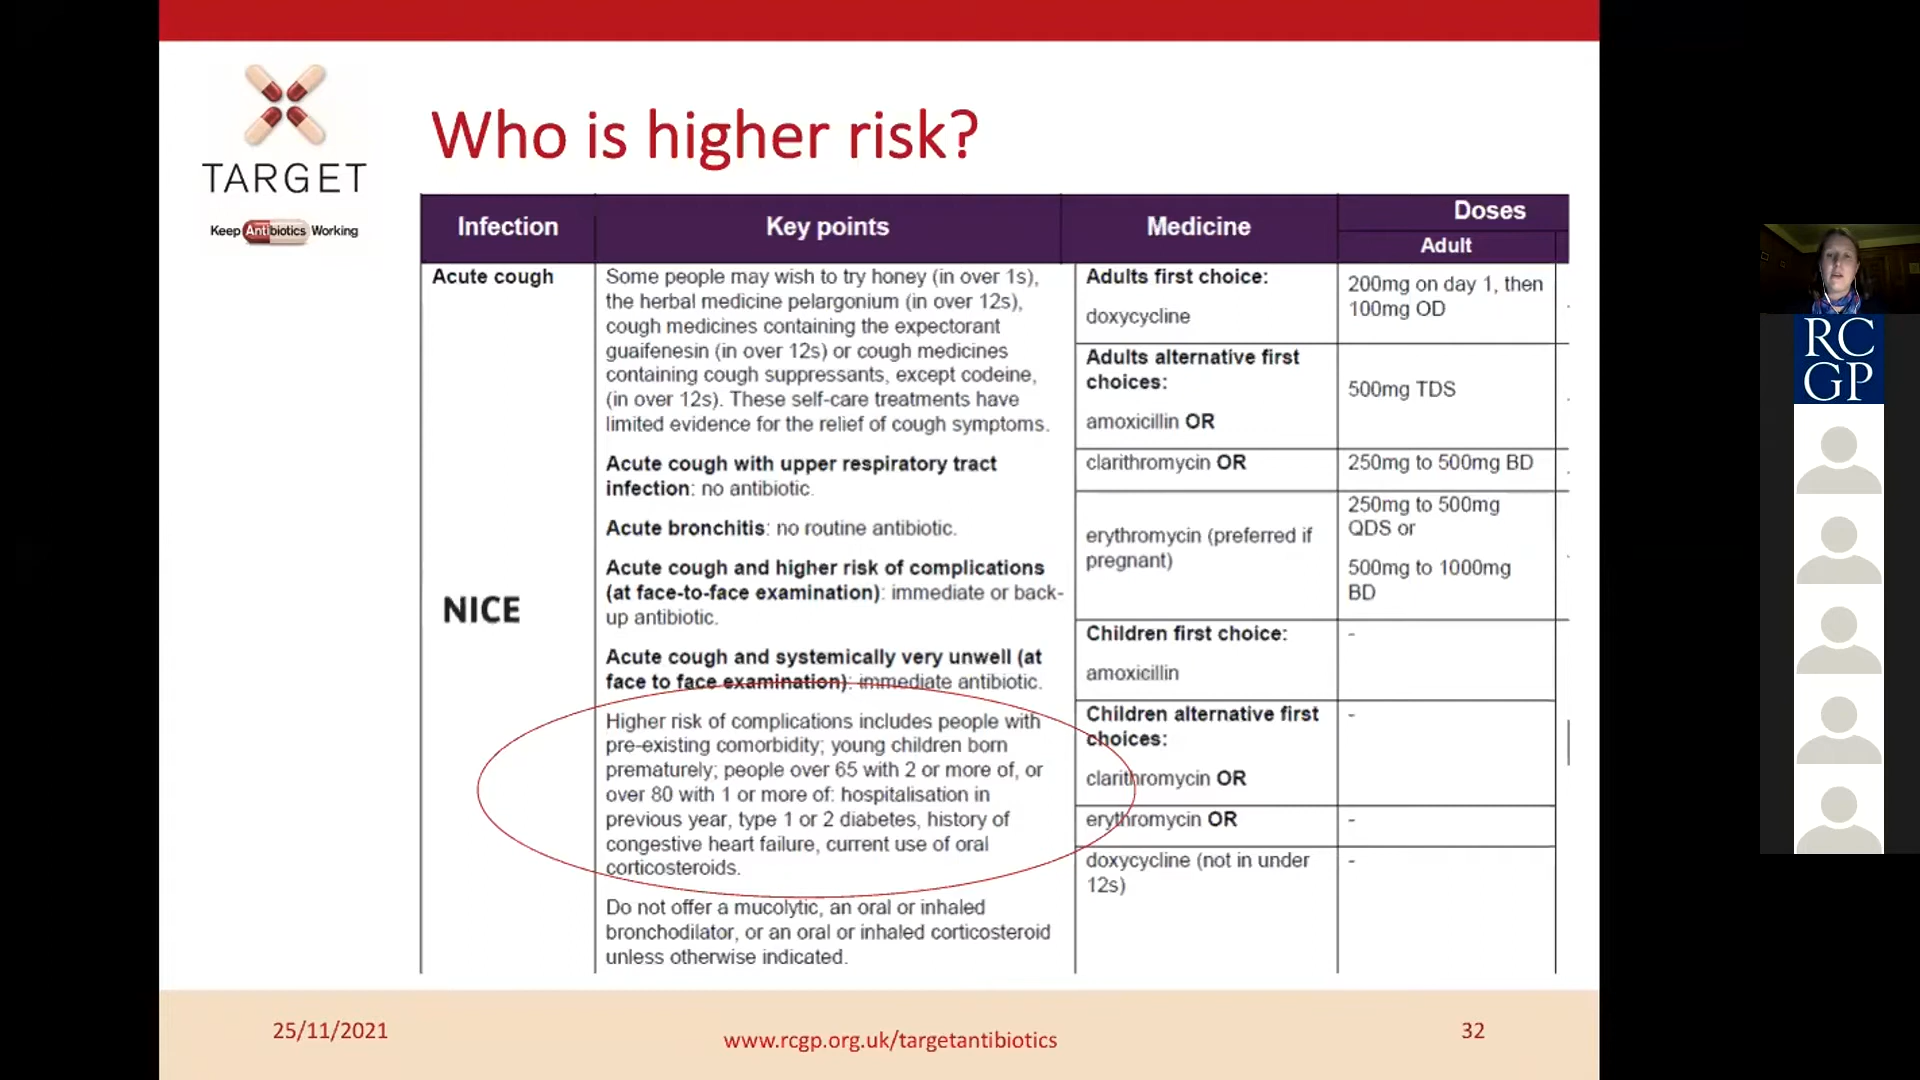 TARGET
Keep Antibiotics Working
Who is higher risk?
Infection
Key points
Medicine
Doses
Adult
Acute cough
NICE
Some people may wish to try honey (in over 1s),
the herbal medicine pelargonium (in over 12s),
cough medicines containing the expectorant
guaifenesin (in over 12s) or cough medicines
containing cough suppressants, except codeine,
(in over 12s). These self-care treatments have
limited evidence for the relief of cough symptoms.
Acute cough with upper respiratory tract
infection: no antibiotic.
Acute bronchitis: no routine antibiotic.
Acute cough and higher risk of complications
(at face-to-face examination): immediate or back-
up antibiotic.
Acute cough and systemically very unwell (at
face to face examination): immediate antibiotic.
Higher risk of complications includes people with
pre-existing comorbidity; young children born
prematurely; people over 65 with 2 or more of, or
over 80 with 1 or more of: hospitalisation in
previous year, type 1 or 2 diabetes, history of
congestive heart failure, current use of oral
corticosteroids.
Do not offer a mucolytic, an oral or inhaled
bronchodilator, or an oral or inhaled corticosteroid
unless otherwise indicated.
Adults first choice:
doxycycline
200mg on day 1, then
100mg OD
Adults alternative first
choices:
amoxicillin OR
500mg TDS
clarithromycin OR
250mg to 500mg BD
erythromycin (preferred if
pregnant)
250mg to 500mg
QDS or
500mg to 1000mg
BD
Children first choice:
amoxicillin
-
Children alternative first
choices:
clarithromycin OR
-
erythromycin OR
-
doxycycline (not in under
12s)
-
25/11/2021
www.rcgp.org.uk/targetantibiotics
32
RC
GP